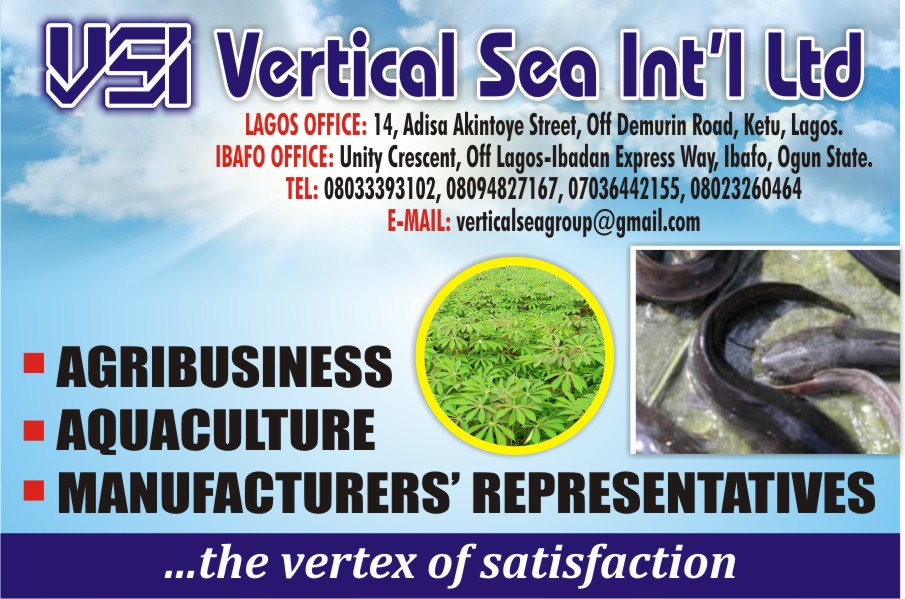 VSI Vertical Sea Int'l Ltd
LAGOS OFFICE: 14, Adisa Akintoye Street, Off Demurin Road, Ketu, Lagos.
IBAFO OFFICE: Unity Crescent, Off Lagos-Ibadan Express Way, Ibafo, Ogun State.
TEL: 08033393102, 08094827167, 07036442155, 08023260464
E-MAIL: verticalseagroup@gmail.com
AGRIBUSINESS
AQUACULTURE
MANUFACTURERS' REPRESENTATIVES
...the vertex of satisfaction